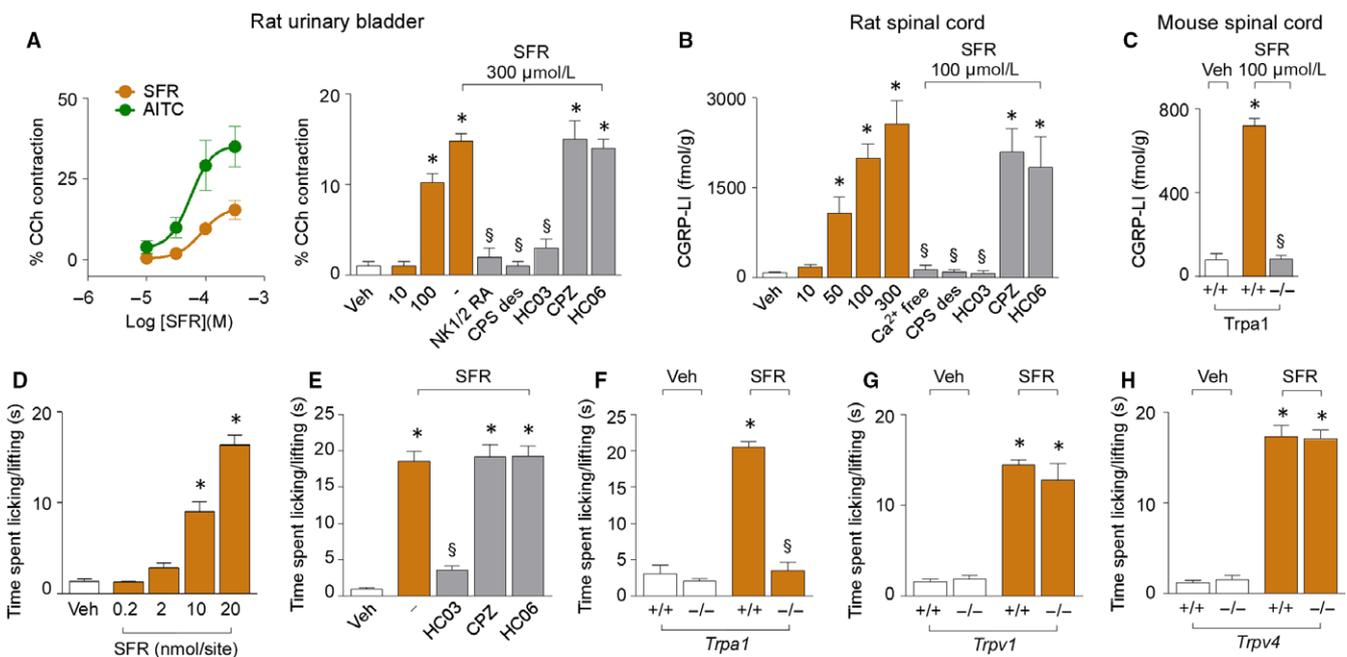 Rat urinary bladder
Rat spinal cord
Mouse spinal cord
A
SFR
AITC
50
25
0
% CCh contraction
–6
–5
–4
–3
Log [SFR](M)
SFR
300 µmol/L
20
10
0
% CCh contraction
*
*
§
§
§
*
*
Veh
10
100
-
NK1/2 RA
CPS des
HC03
CPZ
HC06
B
SFR
100 µmol/L
3000
1500
0
CGRP-LI (fmol/g)
*
*
*
§
§
§
*
*
Veh
10
50
100
300
Ca2+ free
CPS des
HC03
CPZ
HC06
C
SFR
Veh 100 µmol/L
800
400
0
CGRP-LI (fmol/g)
*
§
+/+
+/+
–/–
Trpa1
D
20
10
0
Time spent licking/lifting (s)
*
*
Veh
0.2
2
10
20
SFR (nmol/site)
E
SFR
25
20
15
10
5
0
Time spent licking/lifting (s)
*
§
*
*
Veh
–
HC03
CPZ
HC06
F
Veh
SFR
25
20
15
10
5
0
Time spent licking/lifting (s)
*
§
+/+
–/–
+/+
–/–
Trpa1
G
Veh
SFR
20
10
0
Time spent licking/lifting (s)
*
*
+/+
–/–
+/+
–/–
Trpv1
H
Veh
SFR
20
10
0
Time spent licking/lifting (s)
*
*
+/+
–/–
+/+
–/–
Trpv4